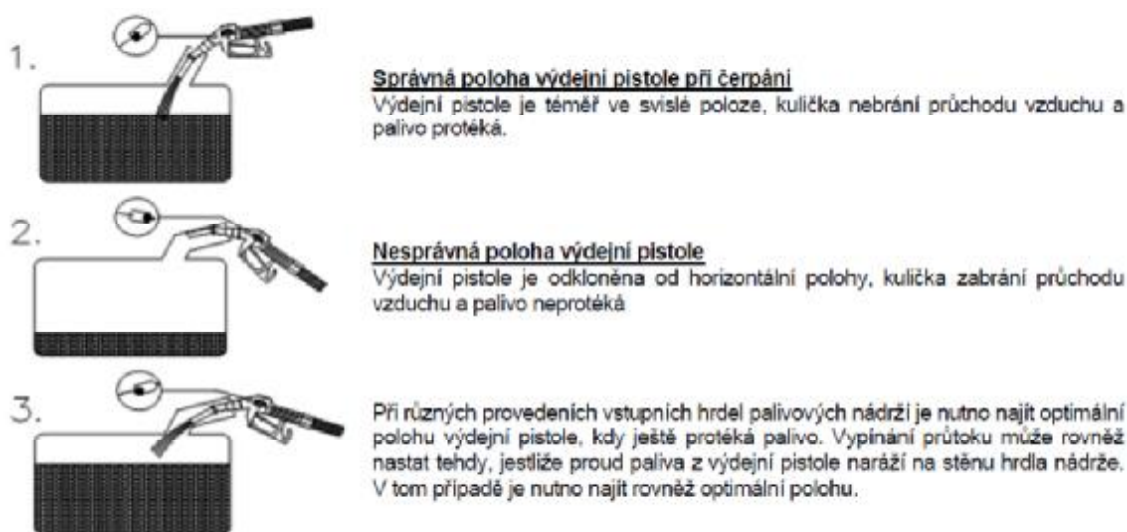 1.
Správná poloha výdejní pistole při čerpání
Výdejní pistole je téměř ve svislé poloze, kulička nebrání průchodu vzduchu a
palivo protéká.
2.
Nesprávná poloha výdejní pistole
Výdejní pistole je odkloněna od horizontální polohy, kulička zabrání průchodu
vzduchu a palivo neprotéká
3.
Při různých provedeních vstupních hrdel palivových nádrží je nutno najít optimální
polohu výdejní pistole, kdy ještě protéká palivo. Vypínání průtoku může rovněž
nastat tehdy, jestliže proud paliva z výdejní pistole naráží na stěnu hrdla nádrže.
V tom případě je nutno najít rovněž optimální polohu.